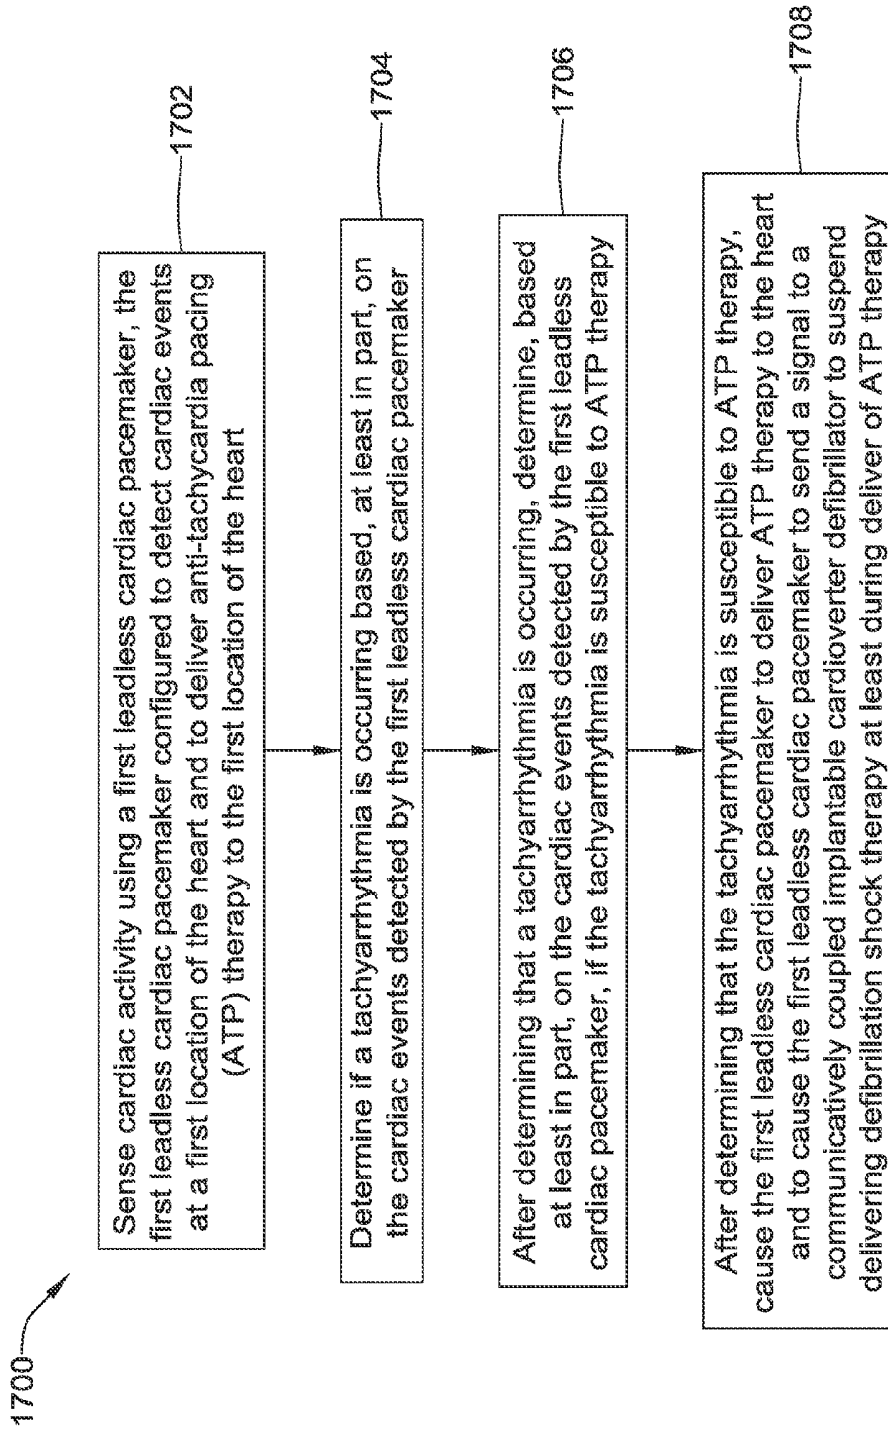 1700
Sense cardiac activity using a first leadless cardiac pacemaker, the
first leadless cardiac pacemaker configured to detect cardiac events
at a first location of the heart and to deliver anti-tachycardia pacing
(ATP) therapy to the first location of the heart
1702
Determine if a tachyarrhythmia is occurring based, at least in part, on
the cardiac events detected by the first leadless cardiac pacemaker
1704
After determining that a tachyarrhythmia is occurring, determine, based
at least in part, on the cardiac events detected by the first leadless
cardiac pacemaker, if the tachyarrhythmia is susceptible to ATP therapy
1706
After determining that the tachyarrhythmia is susceptible to ATP therapy,
cause the first leadless cardiac pacemaker to deliver ATP therapy to the heart
and to cause the first leadless cardiac pacemaker to send a signal to a
communicatively coupled implantable cardioverter defibrillator to suspend
delivering defibrillation shock therapy at least during deliver of ATP therapy
1708